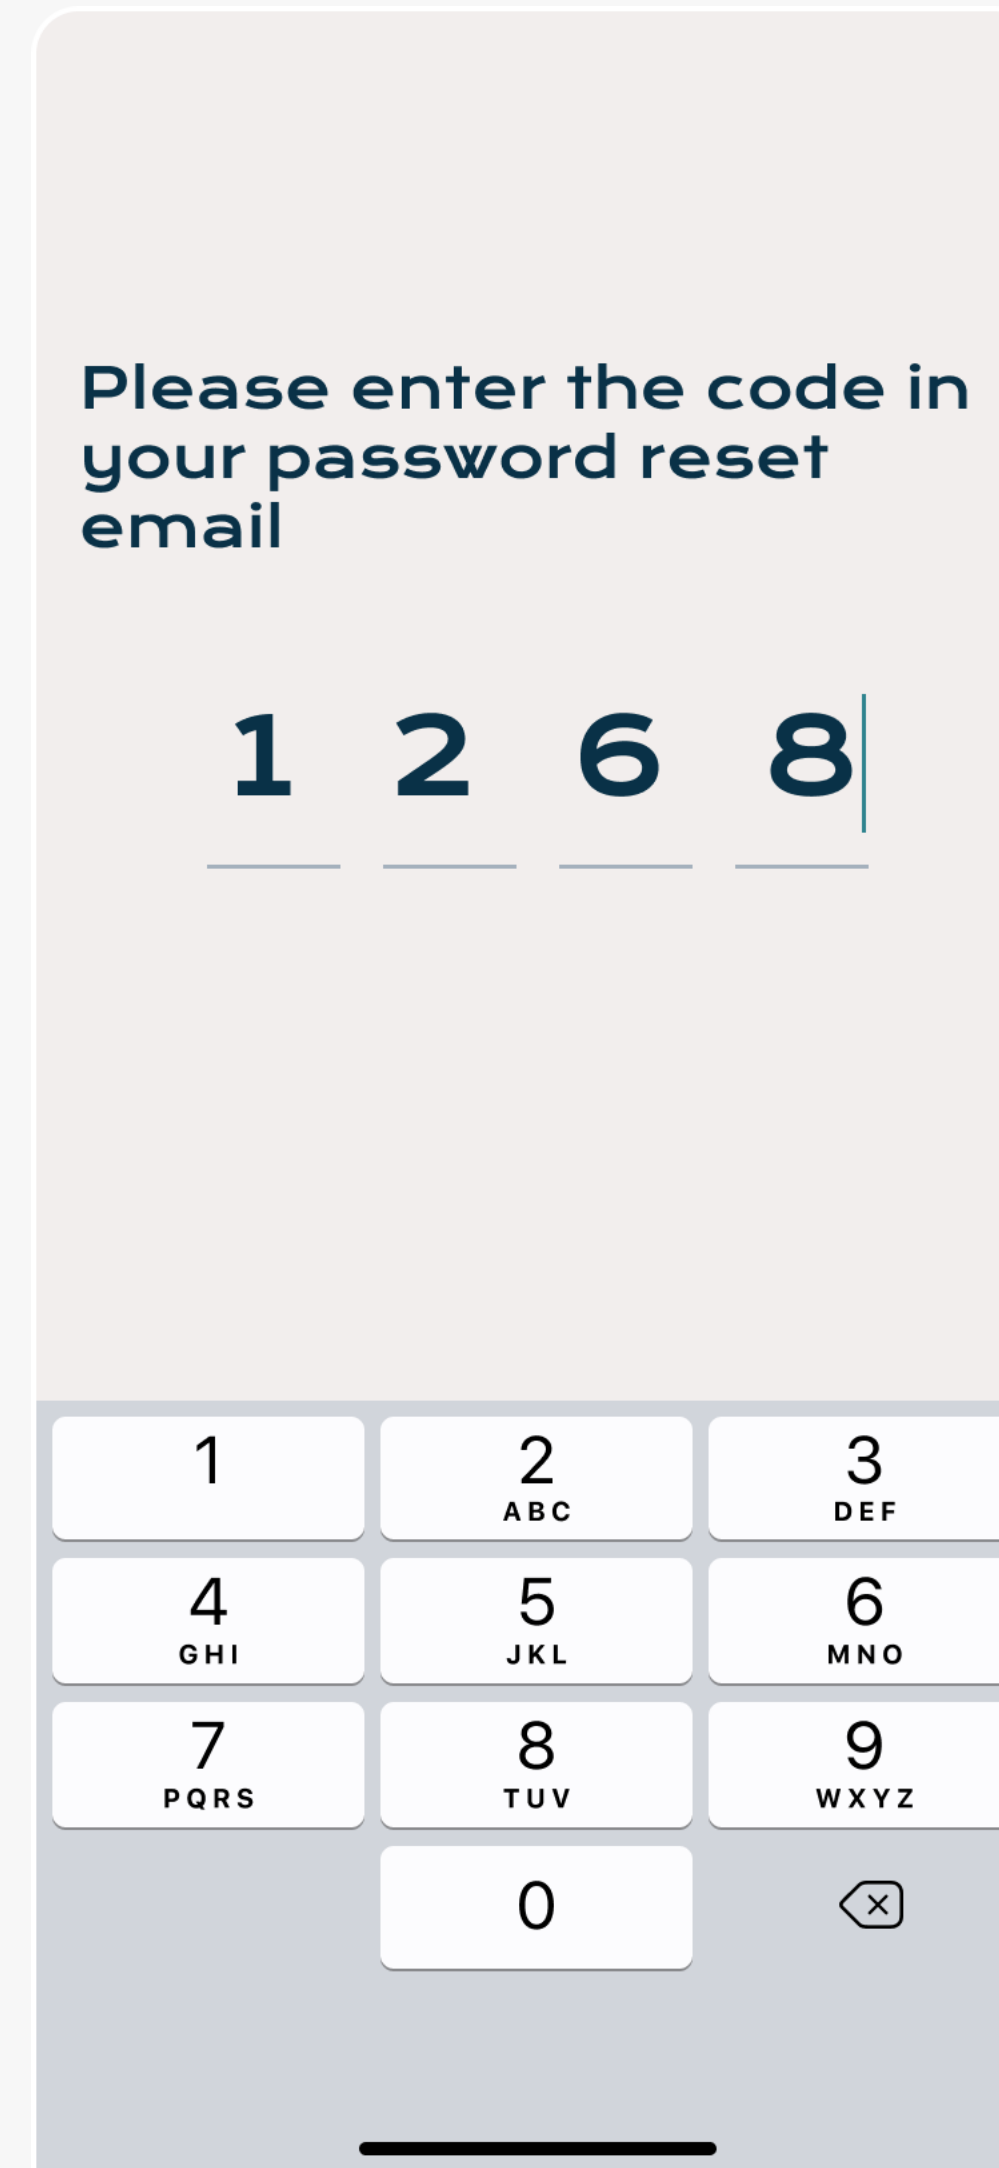 Please enter the code in
your password reset
email
1 2 6 8
1 2 3
ABC DEF
4 5 6
GHI JKL MNO
7 8 9
PQRS TUV WXYZ
0